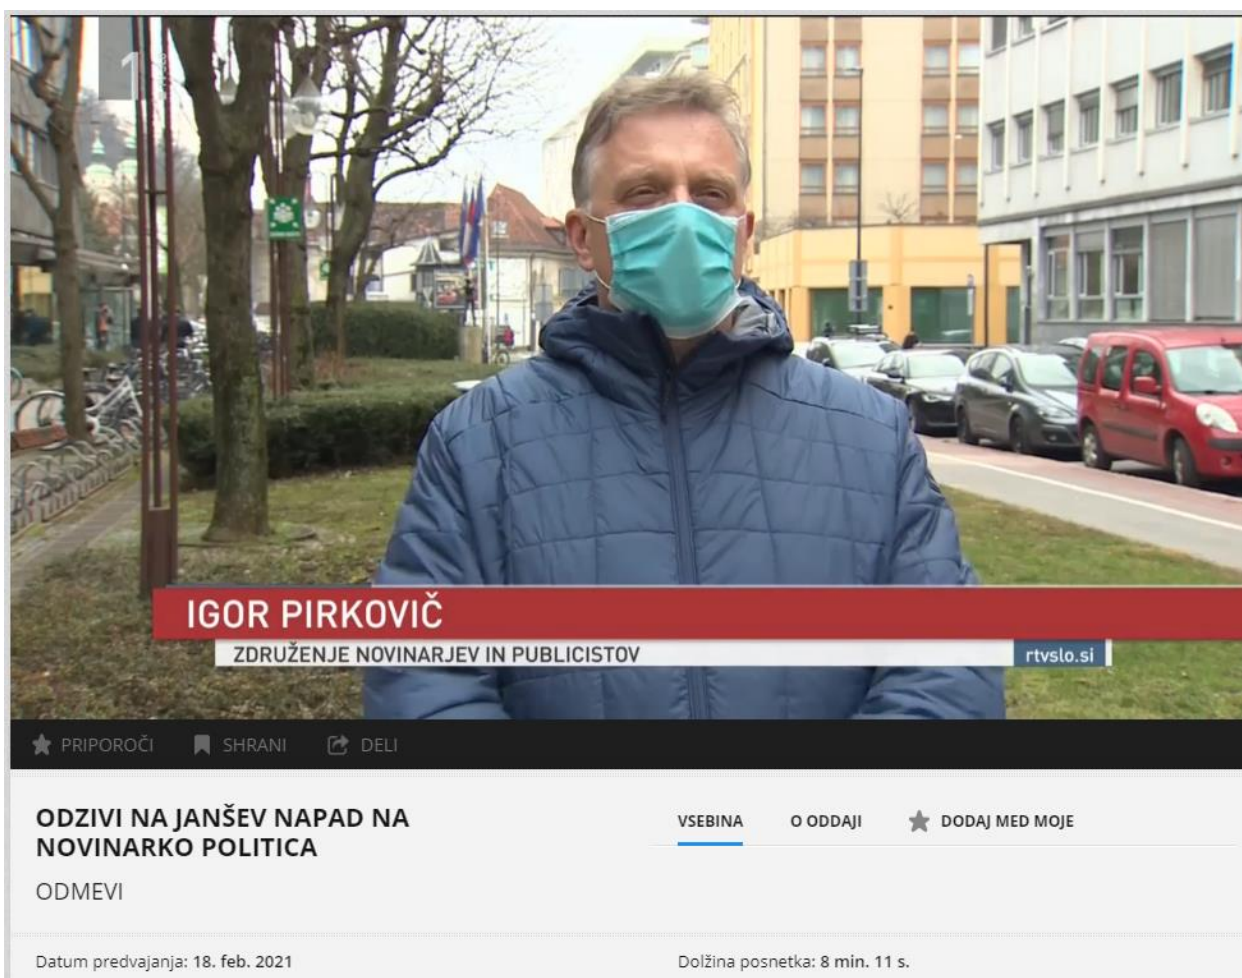 1
IGOR PIRKOVIČ
ZDRUŽENJE NOVINARJEV IN PUBLICISTOV
rtvslo.si
PRIPOROČI SHRANI DELI
ODZIVI NA JANŠEV NAPAD NA
NOVINARKO POLITICA
ODMEVI
VSEBINA O ODDAJI DODAJ MED MOJE
Datum predvajanja: 18. feb. 2021
Dolžina posnetka: 8 min. 11 s.